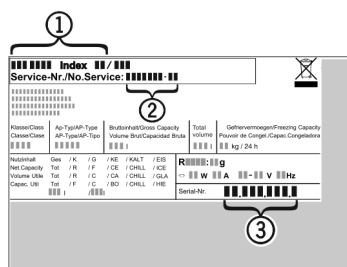 1
Index /
Service-Nr./No.Service: -
2
Klasse/Class Ap-Typ/AP-Type Bruttoinhalt/Gross Capacity Total Gefriervermoegen/Freezing Capacity
Classe/Clase AP-Type/AP-Tipo Volume Brut/Capacidad Bruta volume Pouvoir de Congel./Capac.Congeladora
l l kg / 24 h
Nutzinhalt Ges / K / G / KE / KALT / EIS
Net.Capacity Tot / R / F / CE / CHILL / ICE
Volume Utile Tot / R / C / CA / CHILL / GLA
Capac. Util Tot / F / C / BO / CHILL / HIE
l / l
R : g
W A - V Hz
Serial-Nr. . . .
3